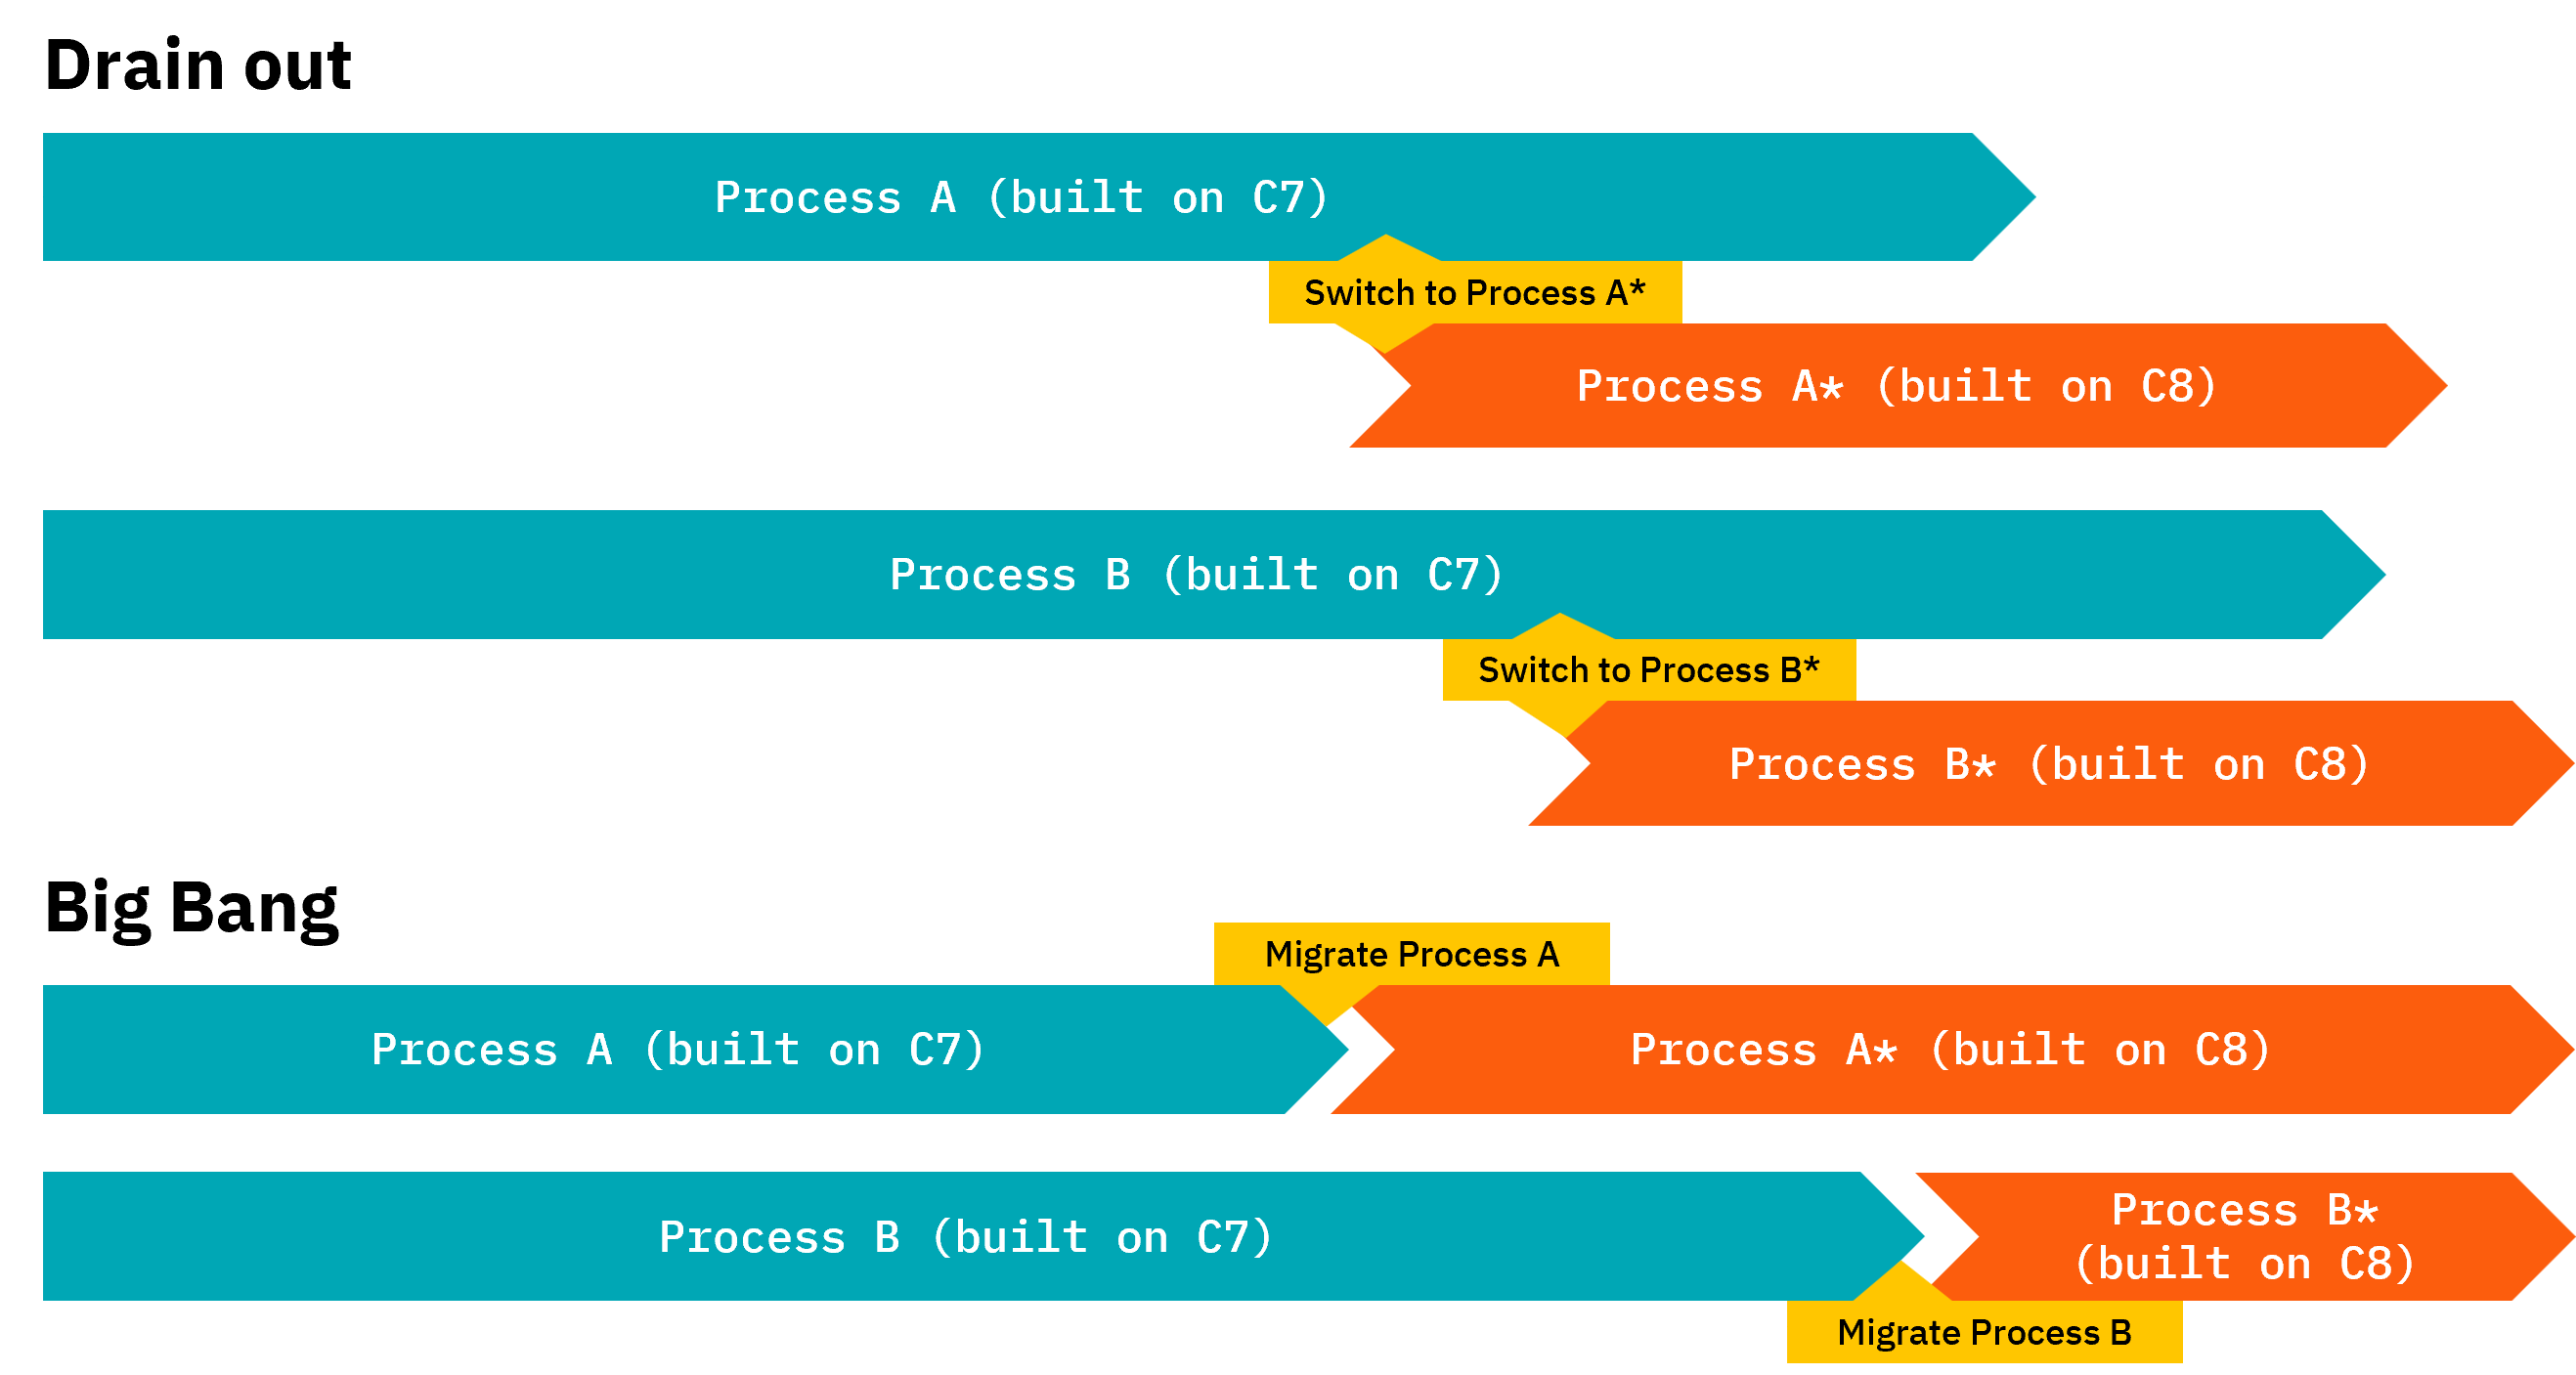 Drain out
Process A (built on C7)
Switch to Process A*
Process A* (built on C8)
Process B (built on C7)
Switch to Process B*
Process B* (built on C8)
Big Bang
Migrate Process A
Process A (built on C7)
Process A* (built on C8)
Process B (built on C7)
Process B*
(built on C8)
Migrate Process B